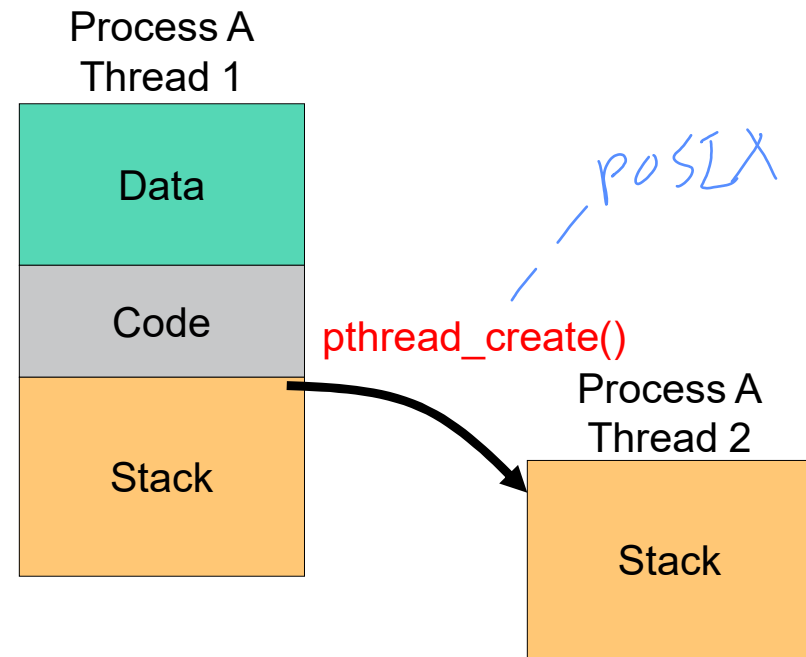 Process A
Thread 1
Data
POSIX
Code
pthread_create()
Process A
Thread 2
Stack
Stack